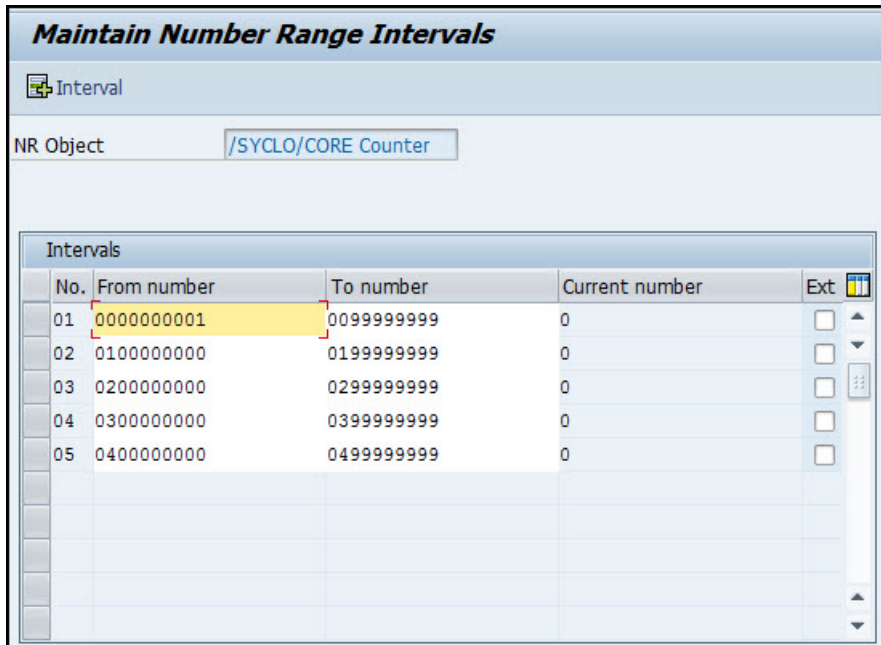 Maintain Number Range Intervals
Interval
NR Object /SYCLO/CORE Counter
Intervals
No. From number To number Current number Ext
01 0000000001 0099999999 0
02 0100000000 0199999999 0
03 0200000000 0299999999 0
04 0300000000 0399999999 0
05 0400000000 0499999999 0